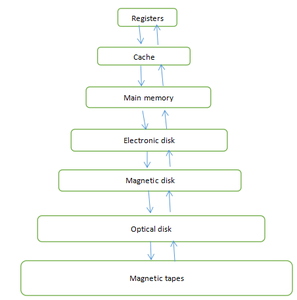 Registers
Cache
Main memory
Electronic disk
Magnetic disk
Optical disk
Magnetic tapes